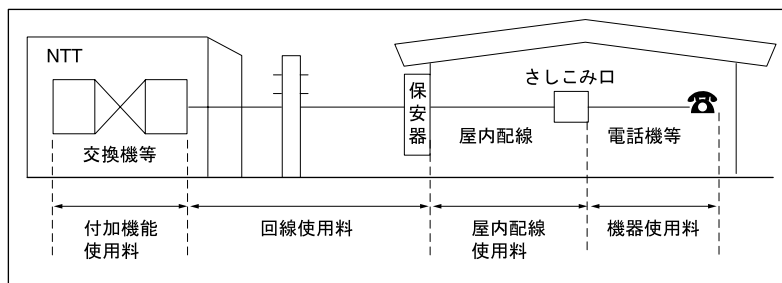 NTT
交換機等
保安器
屋内配線
さしこみ口
電話機等
付加機能
使用料
回線使用料
屋内配線
使用料
機器使用料